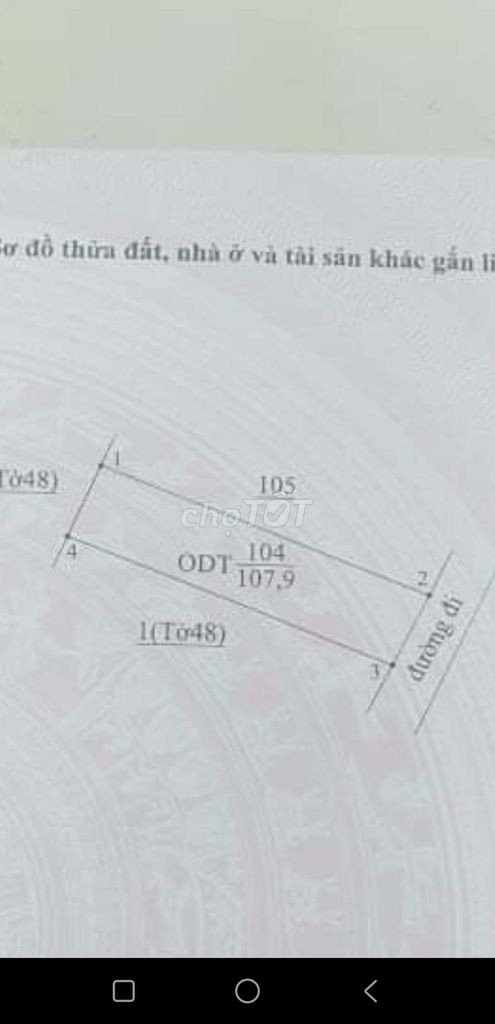 ơ đồ thửa đất, nhà ở và tài sản khác gắn li
Tờ48)
1
105
chợTỐT
4
ODT 104
107,9
2
1(Tờ48)
3
đường đi